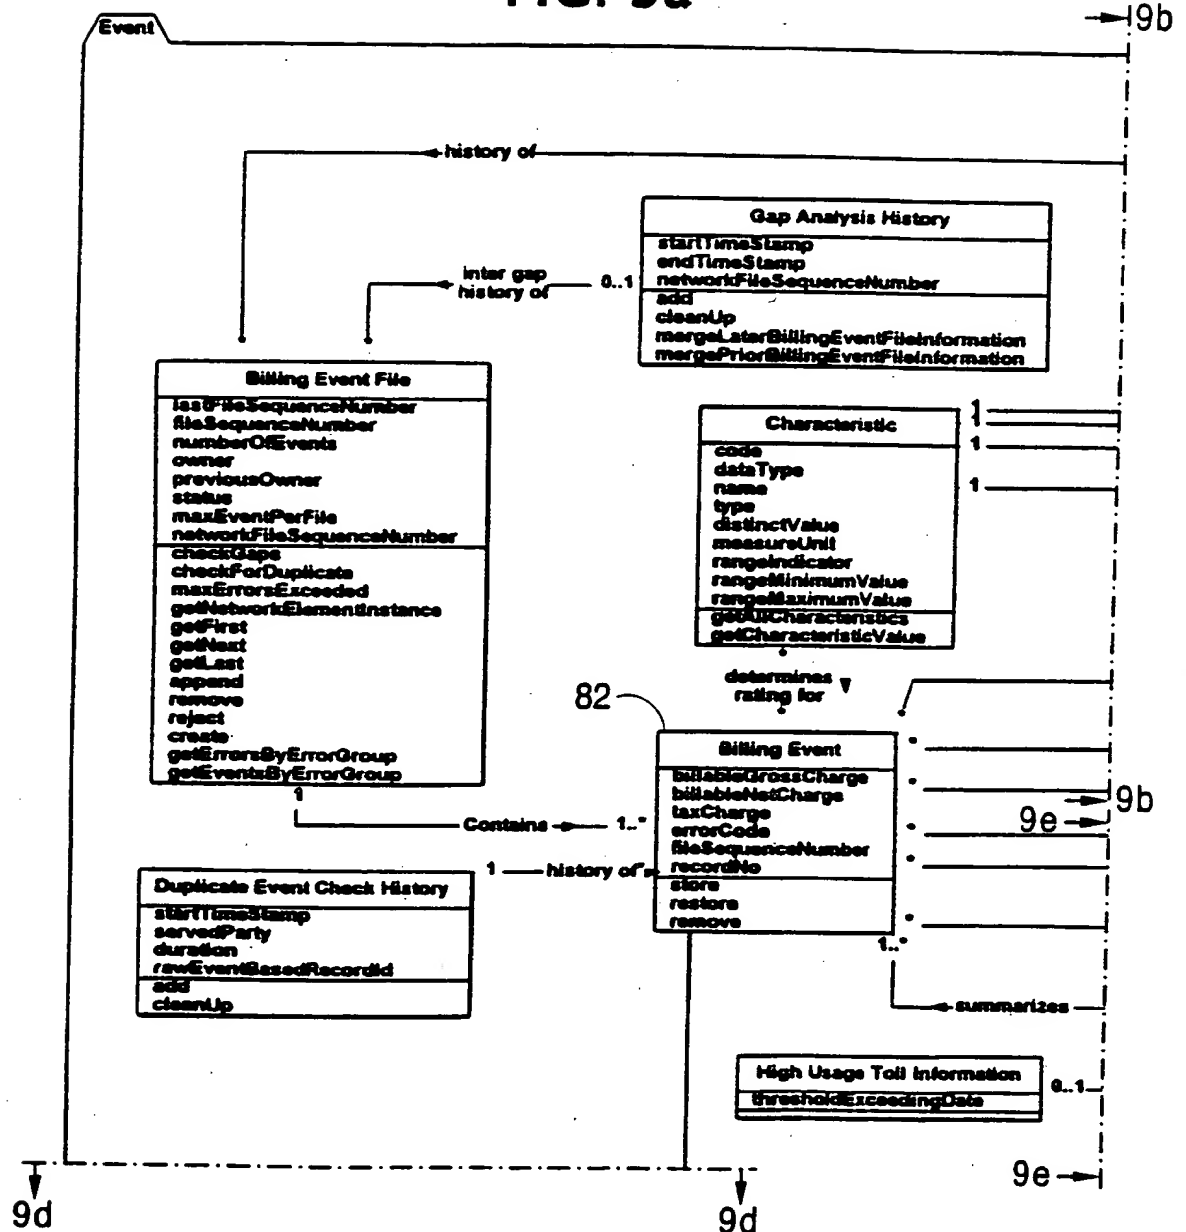 FIG. 9a
9b
Event
history of
Gap Analysis History
startTimeStamp
endTimeStamp
networkFileSequenceNumber
add
cleanUp
mergeLaterBillingEventFileInformation
mergePriorBillingEventFileInformation
inter gap
history of
0..1
*
*
Billing Event File
lastFileSequenceNumber
fileSequenceNumber
numberOfEvents
owner
previousOwner
status
maxEventPerFile
networkFileSequenceNumber
checkGaps
checkForDuplicate
maxErrorsExceeded
getNetworkElementInstance
getFirst
getNext
getLast
append
remove
reject
create
getErrorsByErrorGroup
getEventsByErrorGroup
1
Contains
1..*
Characteristic
code
dataType
name
type
distinctValue
measureUnit
rangeIndicator
rangeMinimumValue
rangeMaximumValue
getAllCharacteristics
getCharacteristicValue
1
1
1
1
*
determines
rating for
*
82
Billing Event
billableGrossCharge
billableNetCharge
taxCharge
errorCode
fileSequenceNumber
recordNo
store
restore
remove
*
*
*
*
*
*
9b
9e
1..*
summarizes
1
history of
*
Duplicate Event Check History
startTimeStamp
servedParty
duration
rawEventBasedRecordId
add
cleanUp
High Usage Toll Information
thresholdExceedingDate
0..1
9e
9d
9d